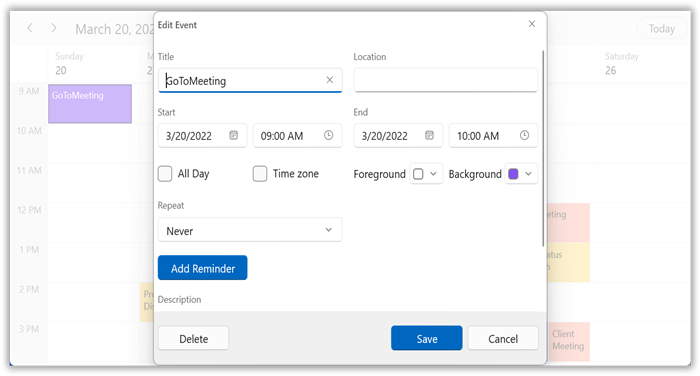 Edit Event
March 20, 202
Today
Sunday
20
Saturday
26
Title
Location
GoToMeeting
GoToMeeting
9 AM
Start
End
3/20/2022
09:00 AM
3/20/2022
10:00 AM
10 AM
All Day
Time zone
Foreground
Background
11 AM
Repeat
12 PM
Never
eting
1 PM
atus
n
Add Reminder
2 PM
Pro
Di
Description
3 PM
Delete
Save
Cancel
Client
Meeting